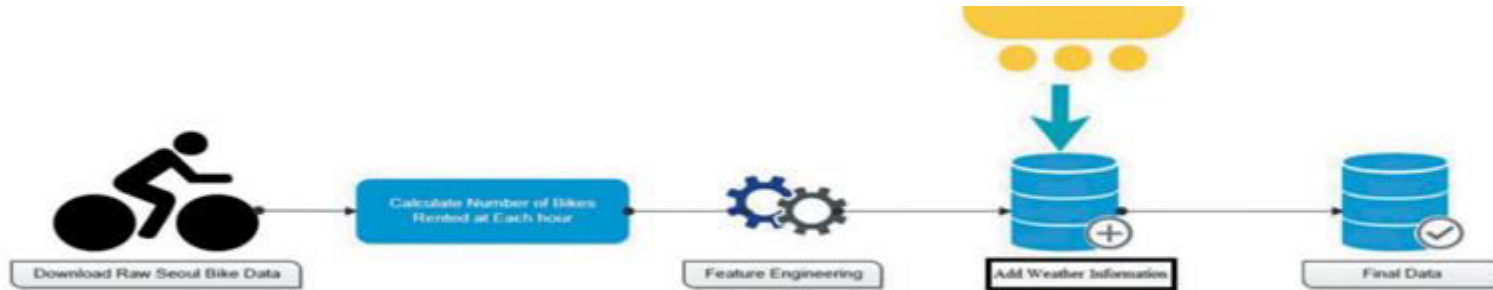 Calculate Number of Bikes
Rented at Each hour
Download Raw Seoul Bike Data
Feature Engineering
Add Weather Information
Final Data